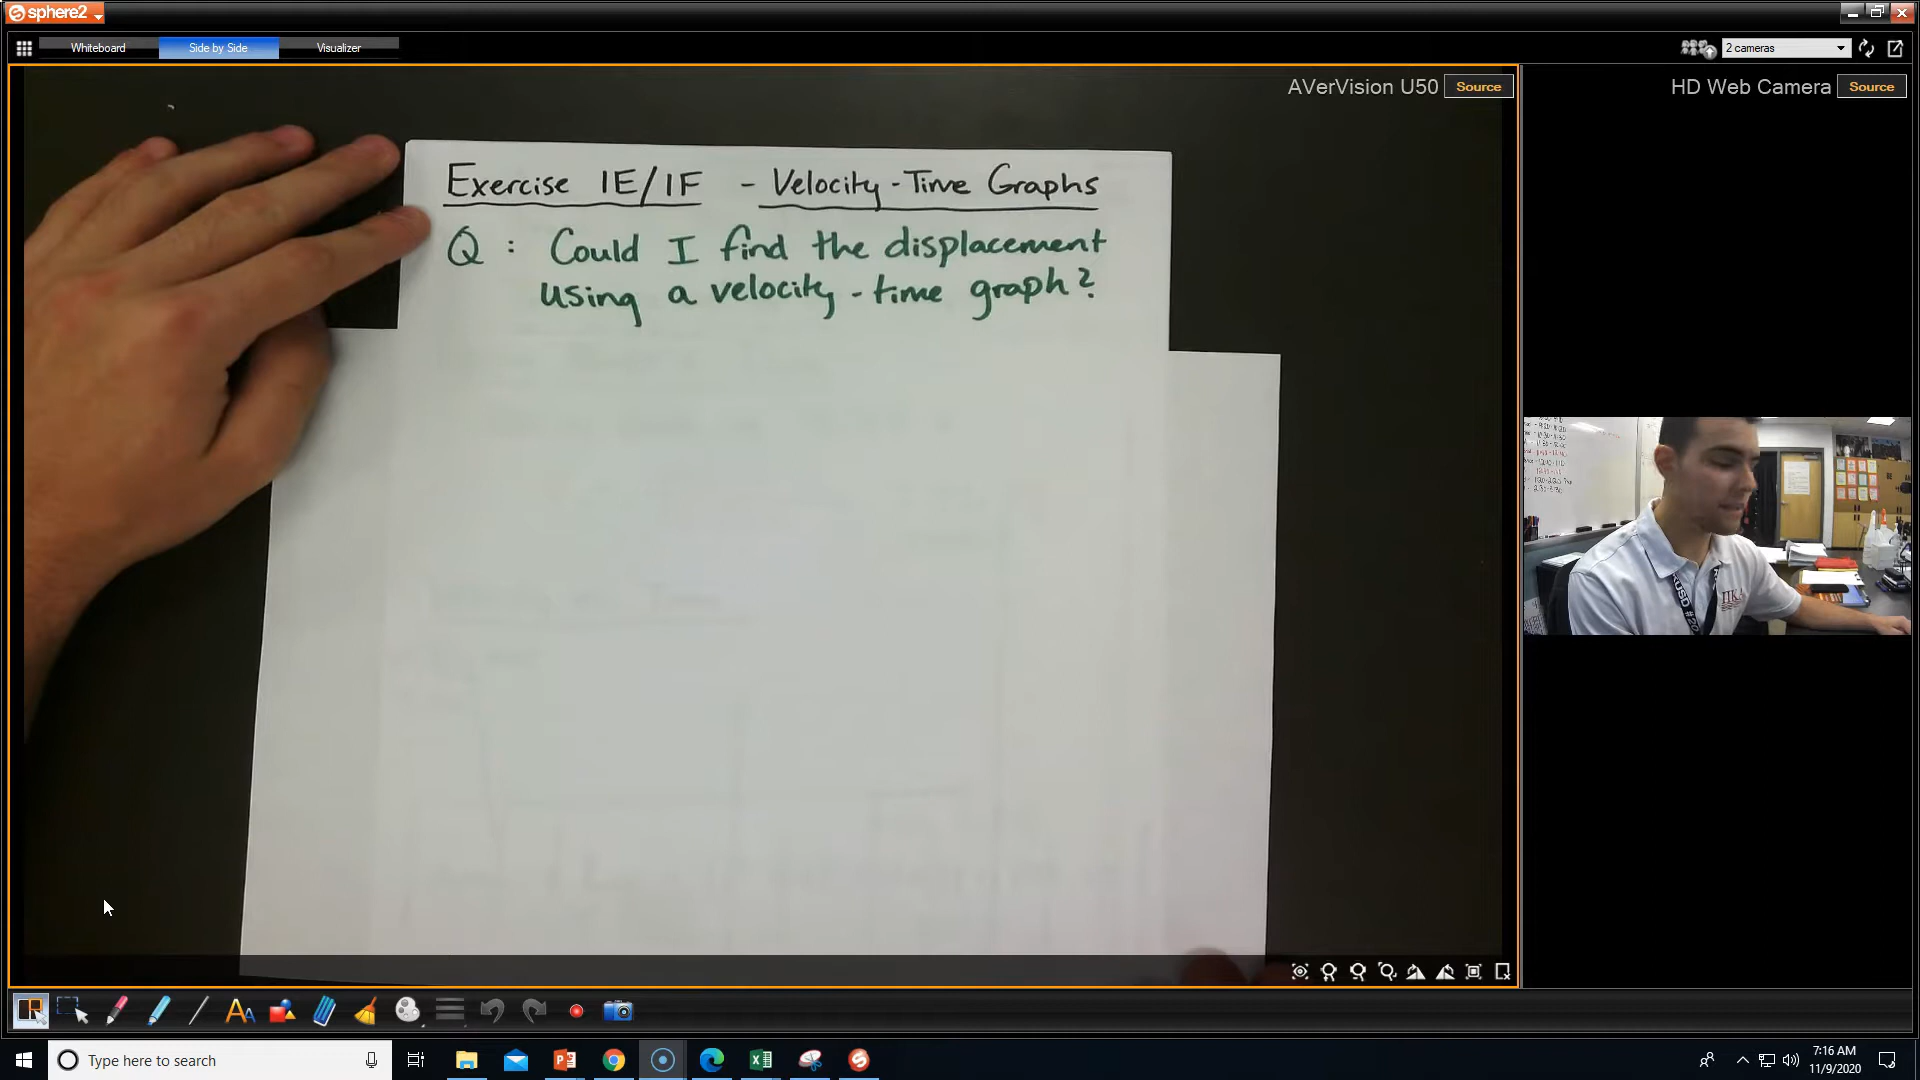 sphere2
Whiteboard
Side by Side
Visualizer
2 cameras
AVerVision U50
Source
HD Web Camera
Source
Exercise 1E/1F - Velocity-Time Graphs
Q : Could I find the displacement
using a velocity-time graph?
Type here to search
7:16 AM
11/9/2020